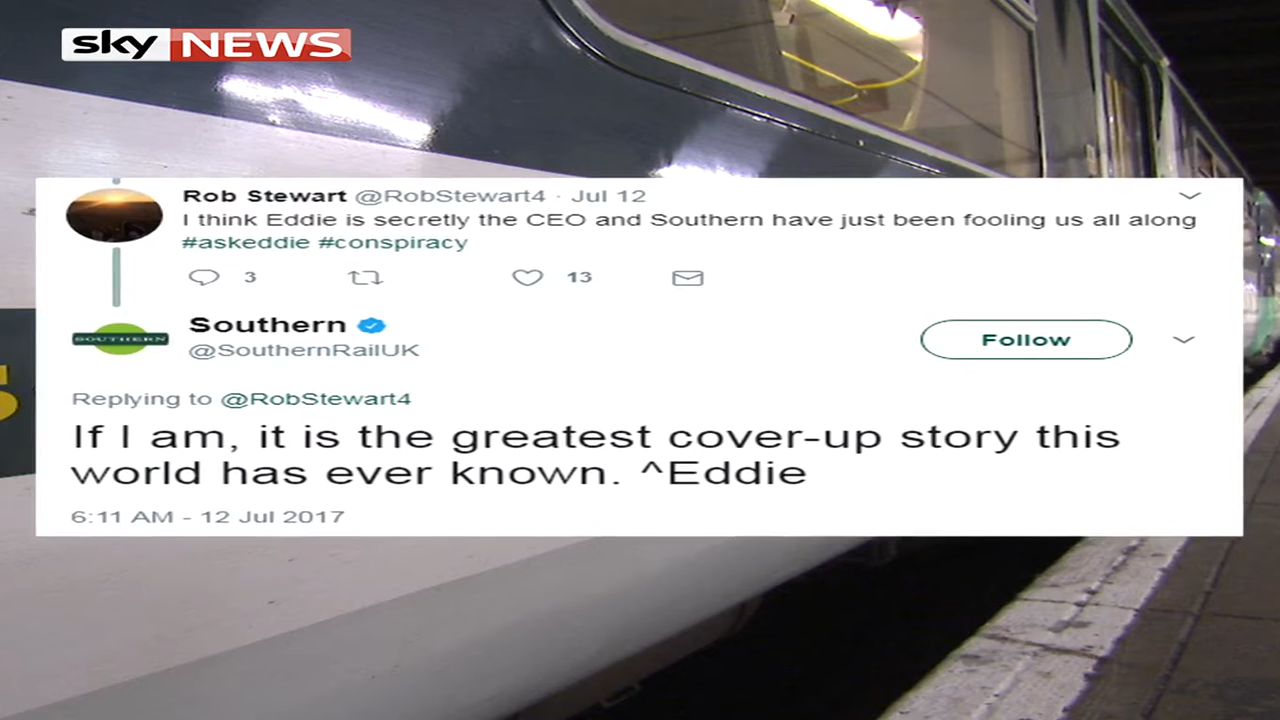 sky NEWS
Rob Stewart @RobStewart4 · Jul 12
I think Eddie is secretly the CEO and Southern have just been fooling us all along
#askeddie #conspiracy
3 13
Southern
SOUTHERN
@SouthernRailUK
Follow
Replying to @RobStewart4
If I am, it is the greatest cover-up story this
world has ever known. ^Eddie
6:11 AM - 12 Jul 2017